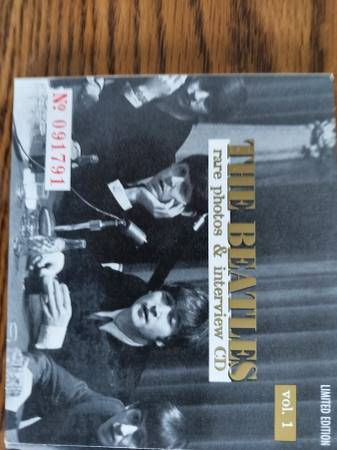 LIMITED EDITION
vol. 1
THE BEATLES
rare photos & interview CD
Nº 091791